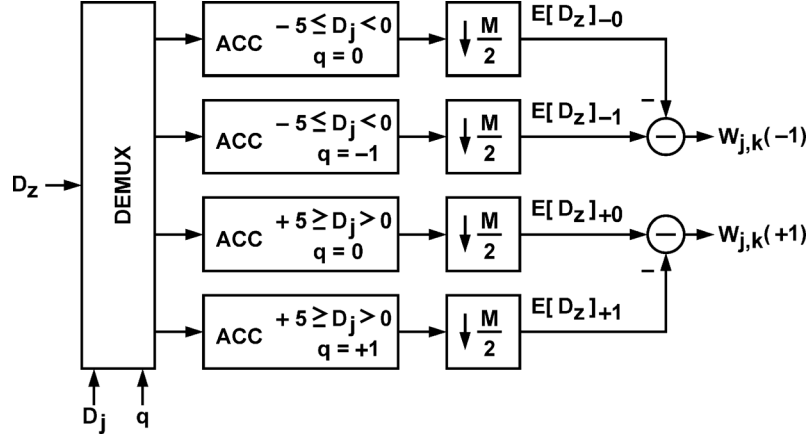 D_z
DEMUX
D_j
q
ACC
− 5 ≤ D_j < 0
q = 0
↓ M/2
E[D_z]_−0
ACC
− 5 ≤ D_j < 0
q = −1
↓ M/2
E[D_z]_−1
−
−
W_j,k(−1)
ACC
+ 5 ≥ D_j > 0
q = 0
↓ M/2
E[D_z]_+0
−
−
W_j,k(+1)
ACC
+ 5 ≥ D_j > 0
q = +1
↓ M/2
E[D_z]_+1